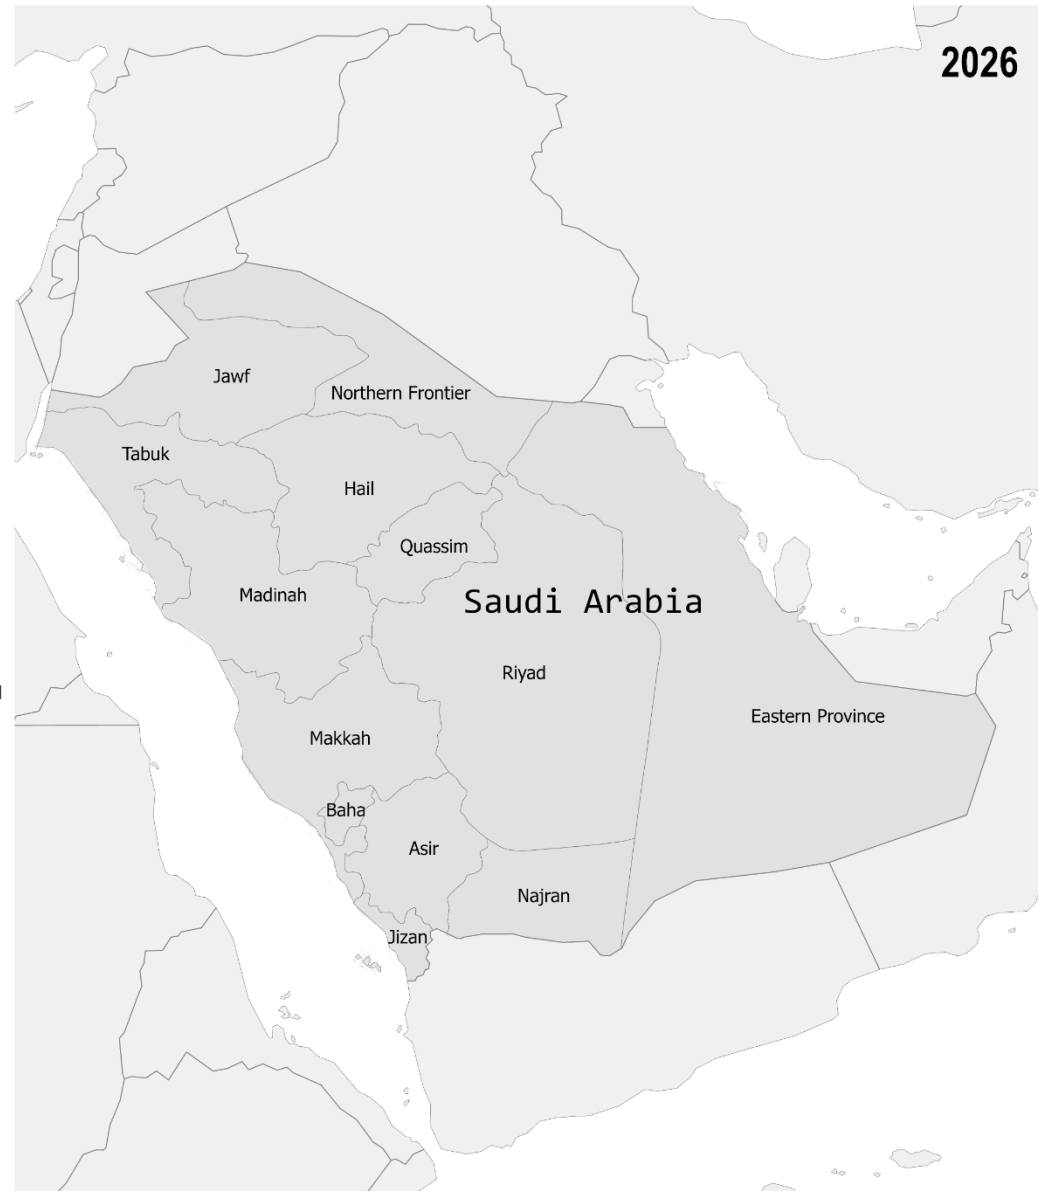 2026
Jawf
Northern Frontier
Tabuk
Hail
Quassim
Madinah
Saudi Arabia
Riyad
Eastern Province
Makkah
Baha
Asir
Najran
Jizan